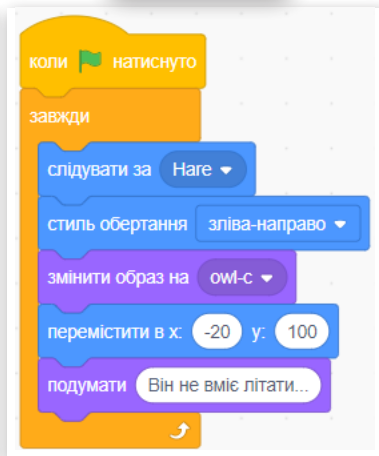 коли натиснуто
завжди
слідувати за Hare
стиль обертання зліва-направо
змінити образ на owl-c
перемістити в х: -20 у: 100
подумати Він не вміє літати...